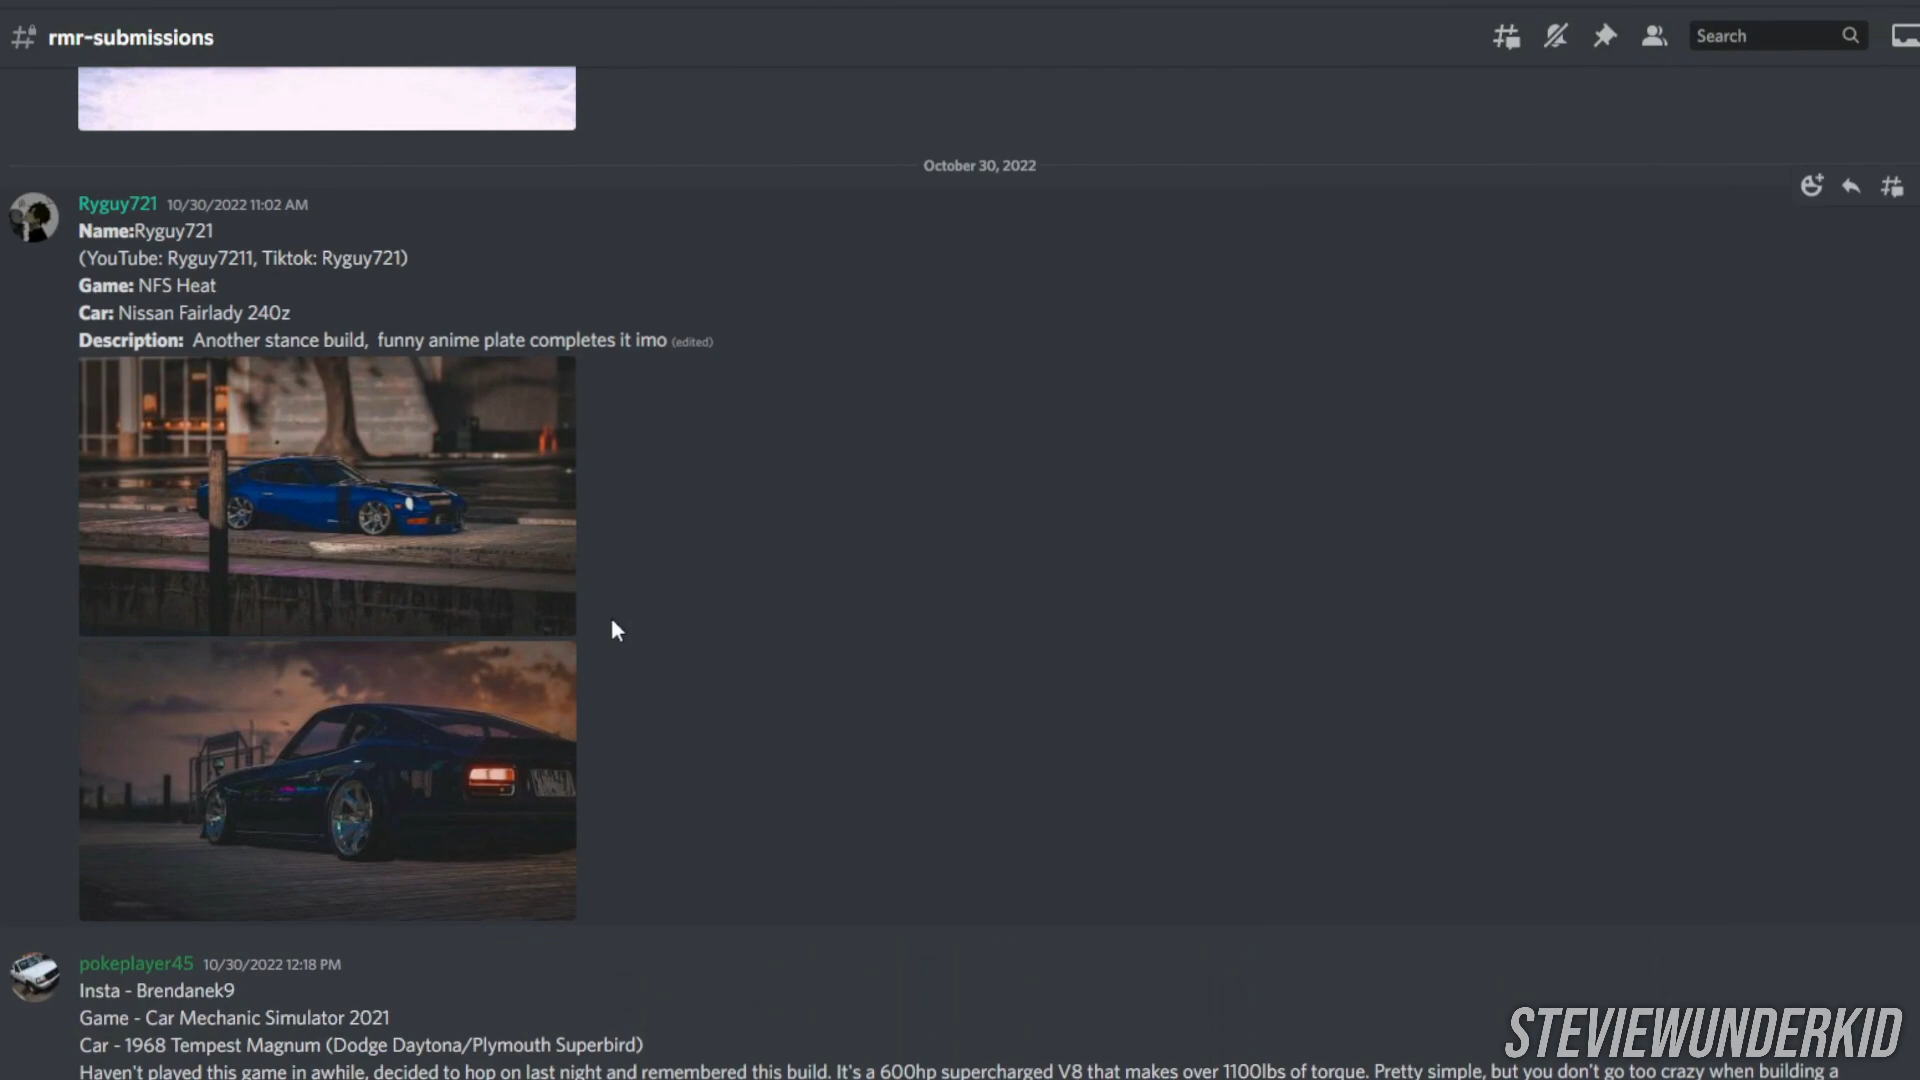 rmr-submissions
Search
October 30, 2022
Ryguy721 10/30/2022 11:02 AM
Name:Ryguy721
(YouTube: Ryguy7211, Tiktok: Ryguy721)
Game: NFS Heat
Car: Nissan Fairlady 240z
Description: Another stance build, funny anime plate completes it imo (edited)
pokeplayer45 10/30/2022 12:18 PM
Insta - Brendanek9
Game - Car Mechanic Simulator 2021
Car - 1968 Tempest Magnum (Dodge Daytona/Plymouth Superbird)
Haven't played this game in awhile, decided to hop on last night and remembered this build. It's a 600hp supercharged V8 that makes over 1100lbs of torque. Pretty simple, but you don't go too crazy when building a
STEVIEWUNDERKID